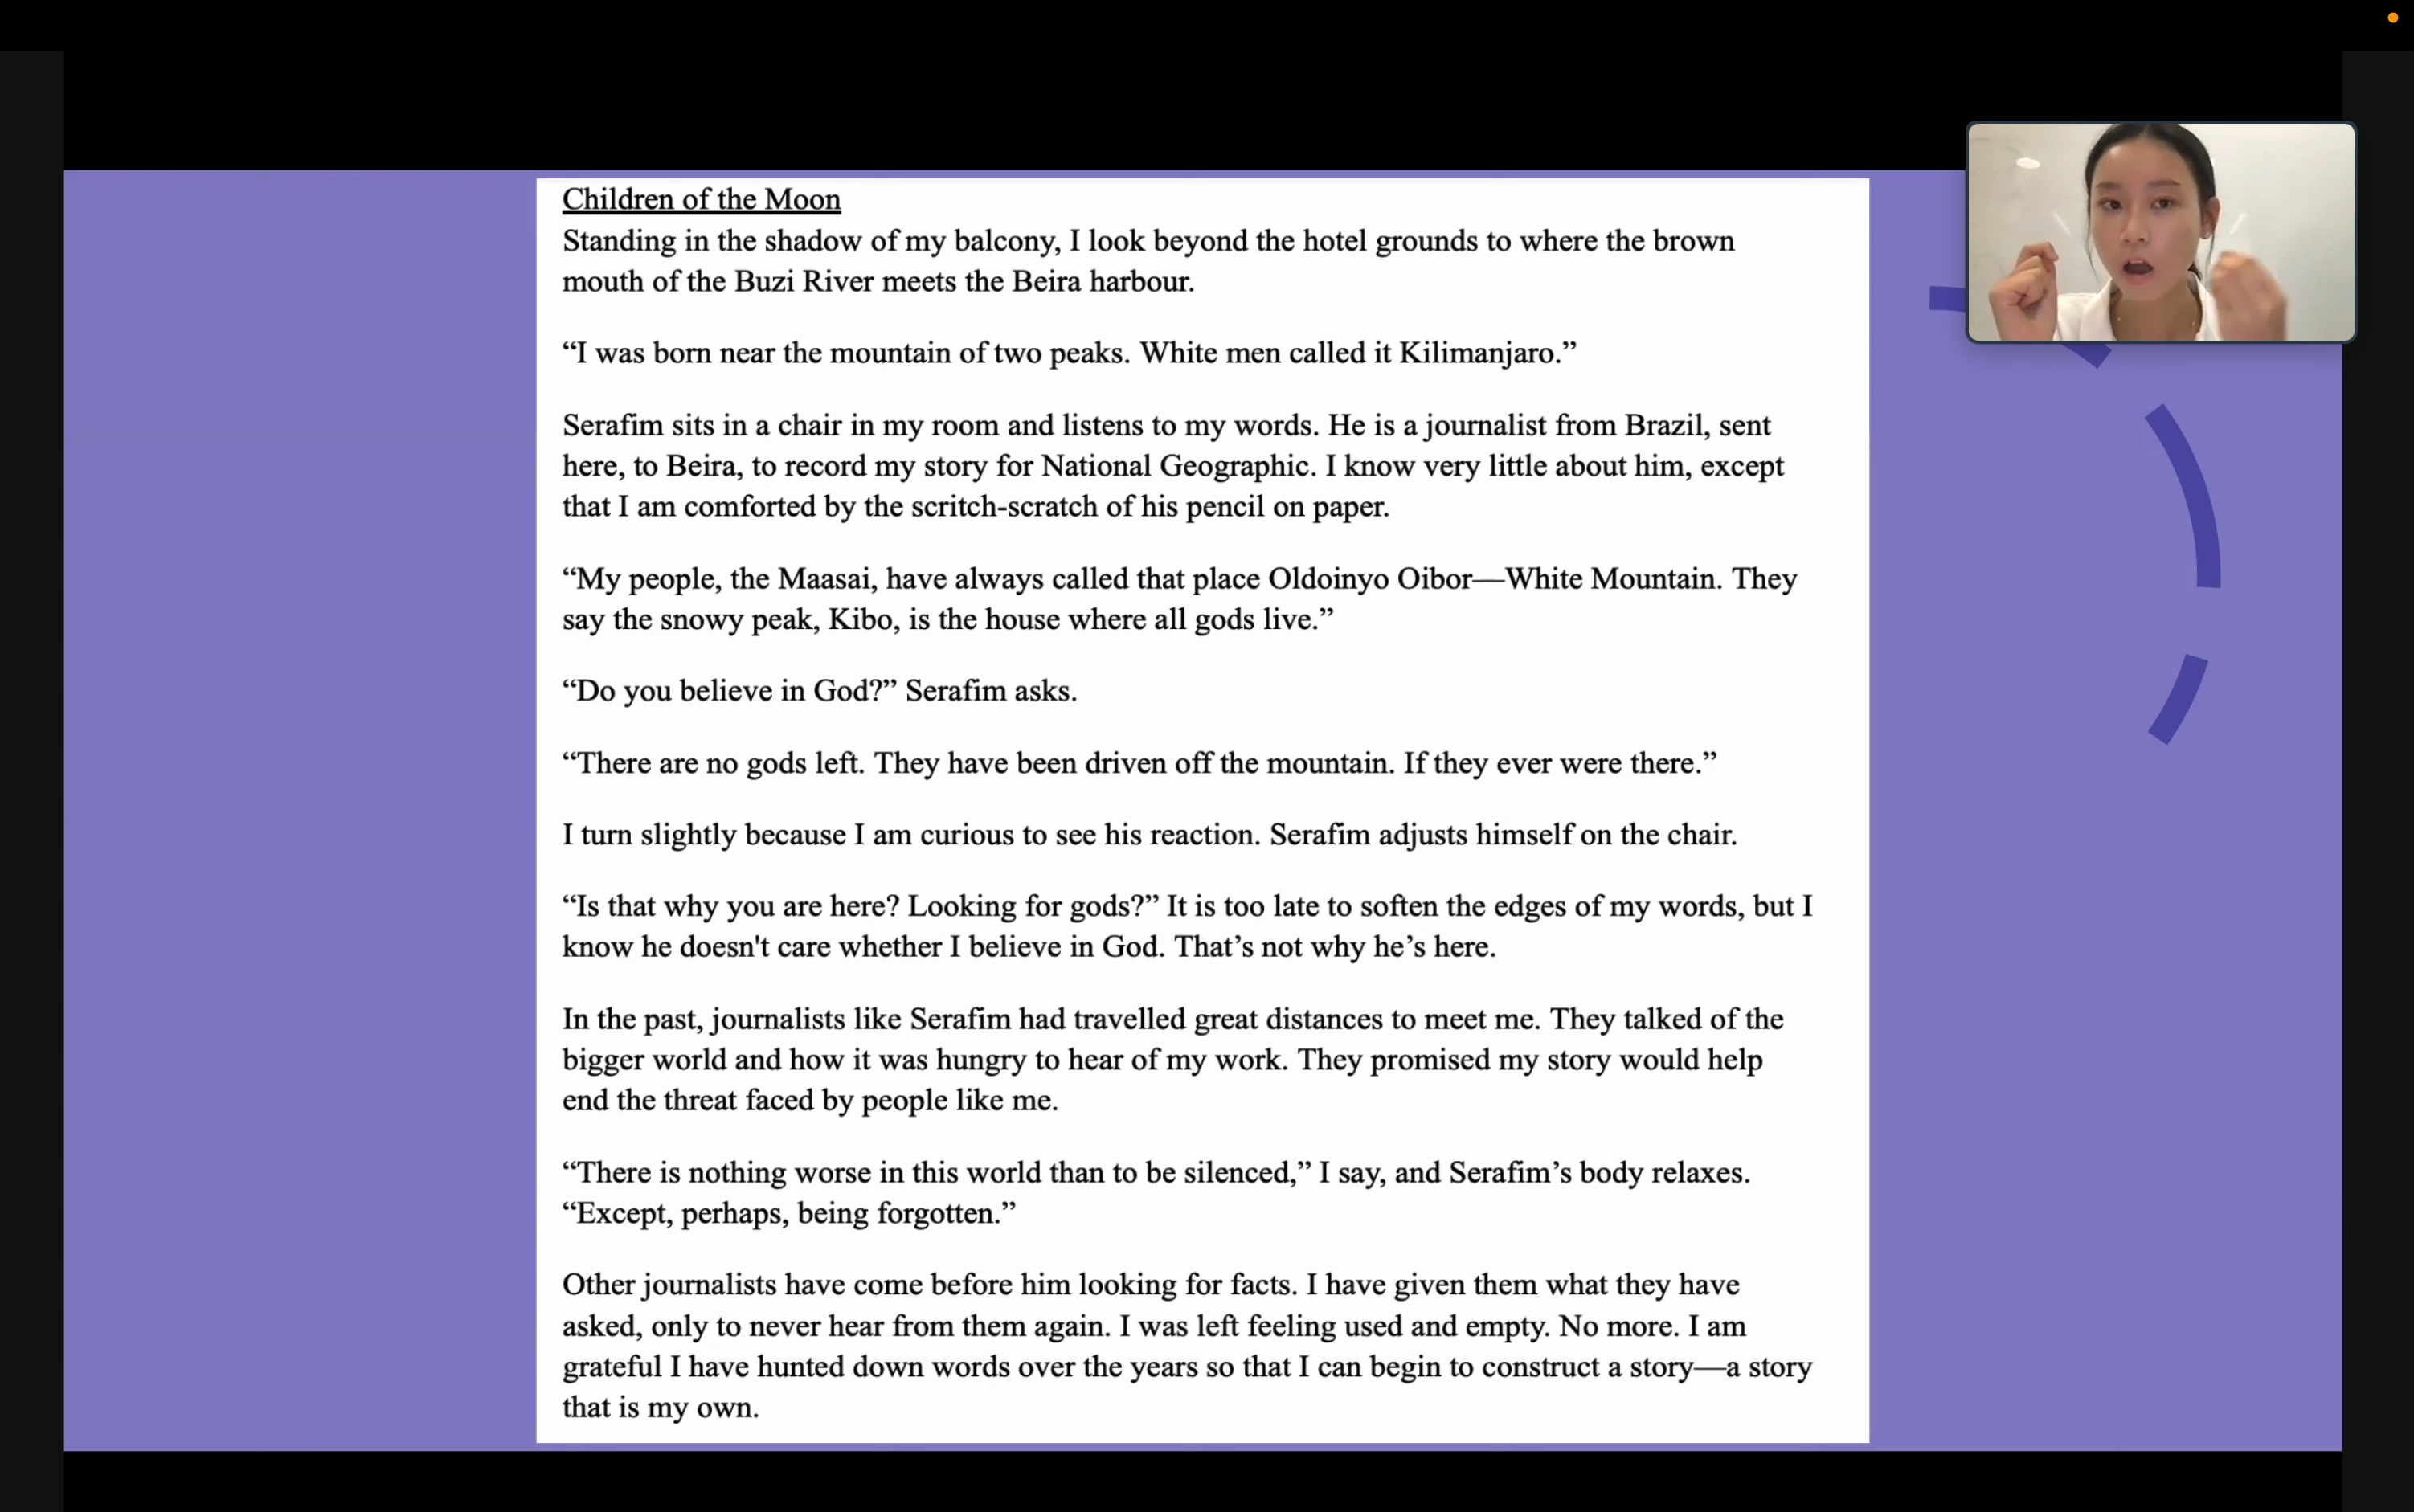 Children of the Moon
Standing in the shadow of my balcony, I look beyond the hotel grounds to where the brown
mouth of the Buzi River meets the Beira harbour.
“I was born near the mountain of two peaks. White men called it Kilimanjaro.”
Serafim sits in a chair in my room and listens to my words. He is a journalist from Brazil, sent
here, to Beira, to record my story for National Geographic. I know very little about him, except
that I am comforted by the scritch-scratch of his pencil on paper.
“My people, the Maasai, have always called that place Oldoinyo Oibor—White Mountain. They
say the snowy peak, Kibo, is the house where all gods live.”
“Do you believe in God?” Serafim asks.
“There are no gods left. They have been driven off the mountain. If they ever were there.”
I turn slightly because I am curious to see his reaction. Serafim adjusts himself on the chair.
“Is that why you are here? Looking for gods?” It is too late to soften the edges of my words, but I
know he doesn't care whether I believe in God. That’s not why he’s here.
In the past, journalists like Serafim had travelled great distances to meet me. They talked of the
bigger world and how it was hungry to hear of my work. They promised my story would help
end the threat faced by people like me.
“There is nothing worse in this world than to be silenced,” I say, and Serafim’s body relaxes.
“Except, perhaps, being forgotten.”
Other journalists have come before him looking for facts. I have given them what they have
asked, only to never hear from them again. I was left feeling used and empty. No more. I am
grateful I have hunted down words over the years so that I can begin to construct a story—a story
that is my own.